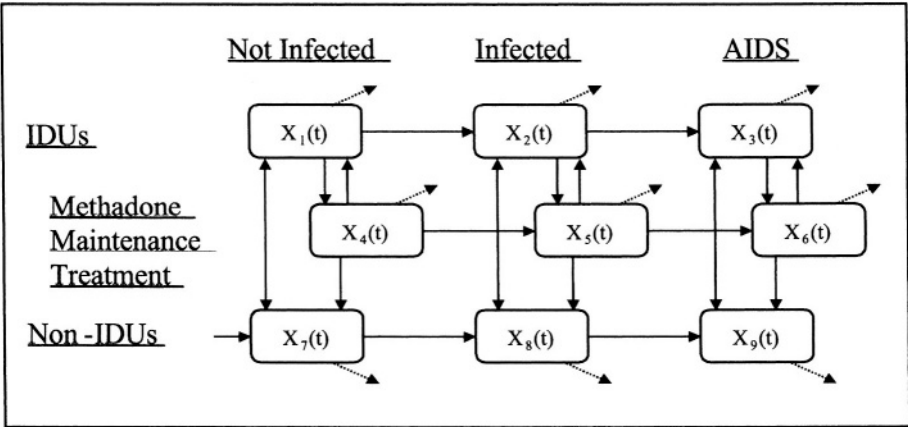 Not Infected Infected AIDS
IDUs X₁(t) X₂(t) X₃(t)
Methadone
Maintenance X₄(t) X₅(t) X₆(t)
Treatment
Non -IDUs X₇(t) X₈(t) X₉(t)